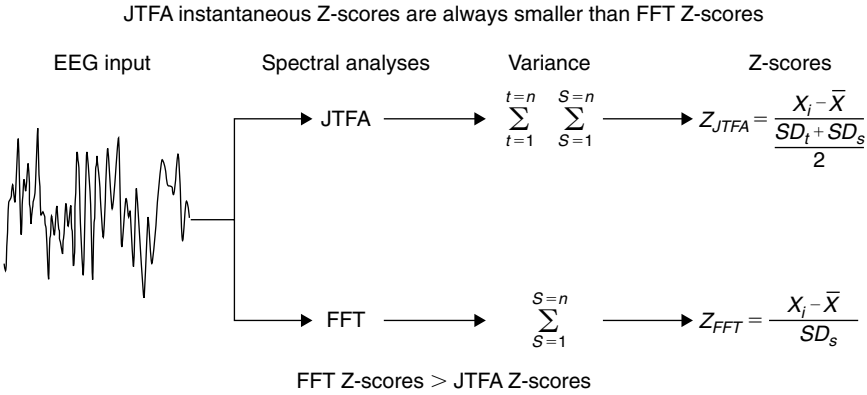 JTFA instantaneous Z-scores are always smaller than FFT Z-scores
EEG input
Spectral analyses
Variance
Z-scores
JTFA
t=n
∑
t=1
S=n
∑
S=1
Z_JTFA = (X_i - X̅) / ((SD_t + SD_s) / 2)
FFT
S=n
∑
S=1
Z_FFT = (X_i - X̅) / SD_s
FFT Z-scores > JTFA Z-scores